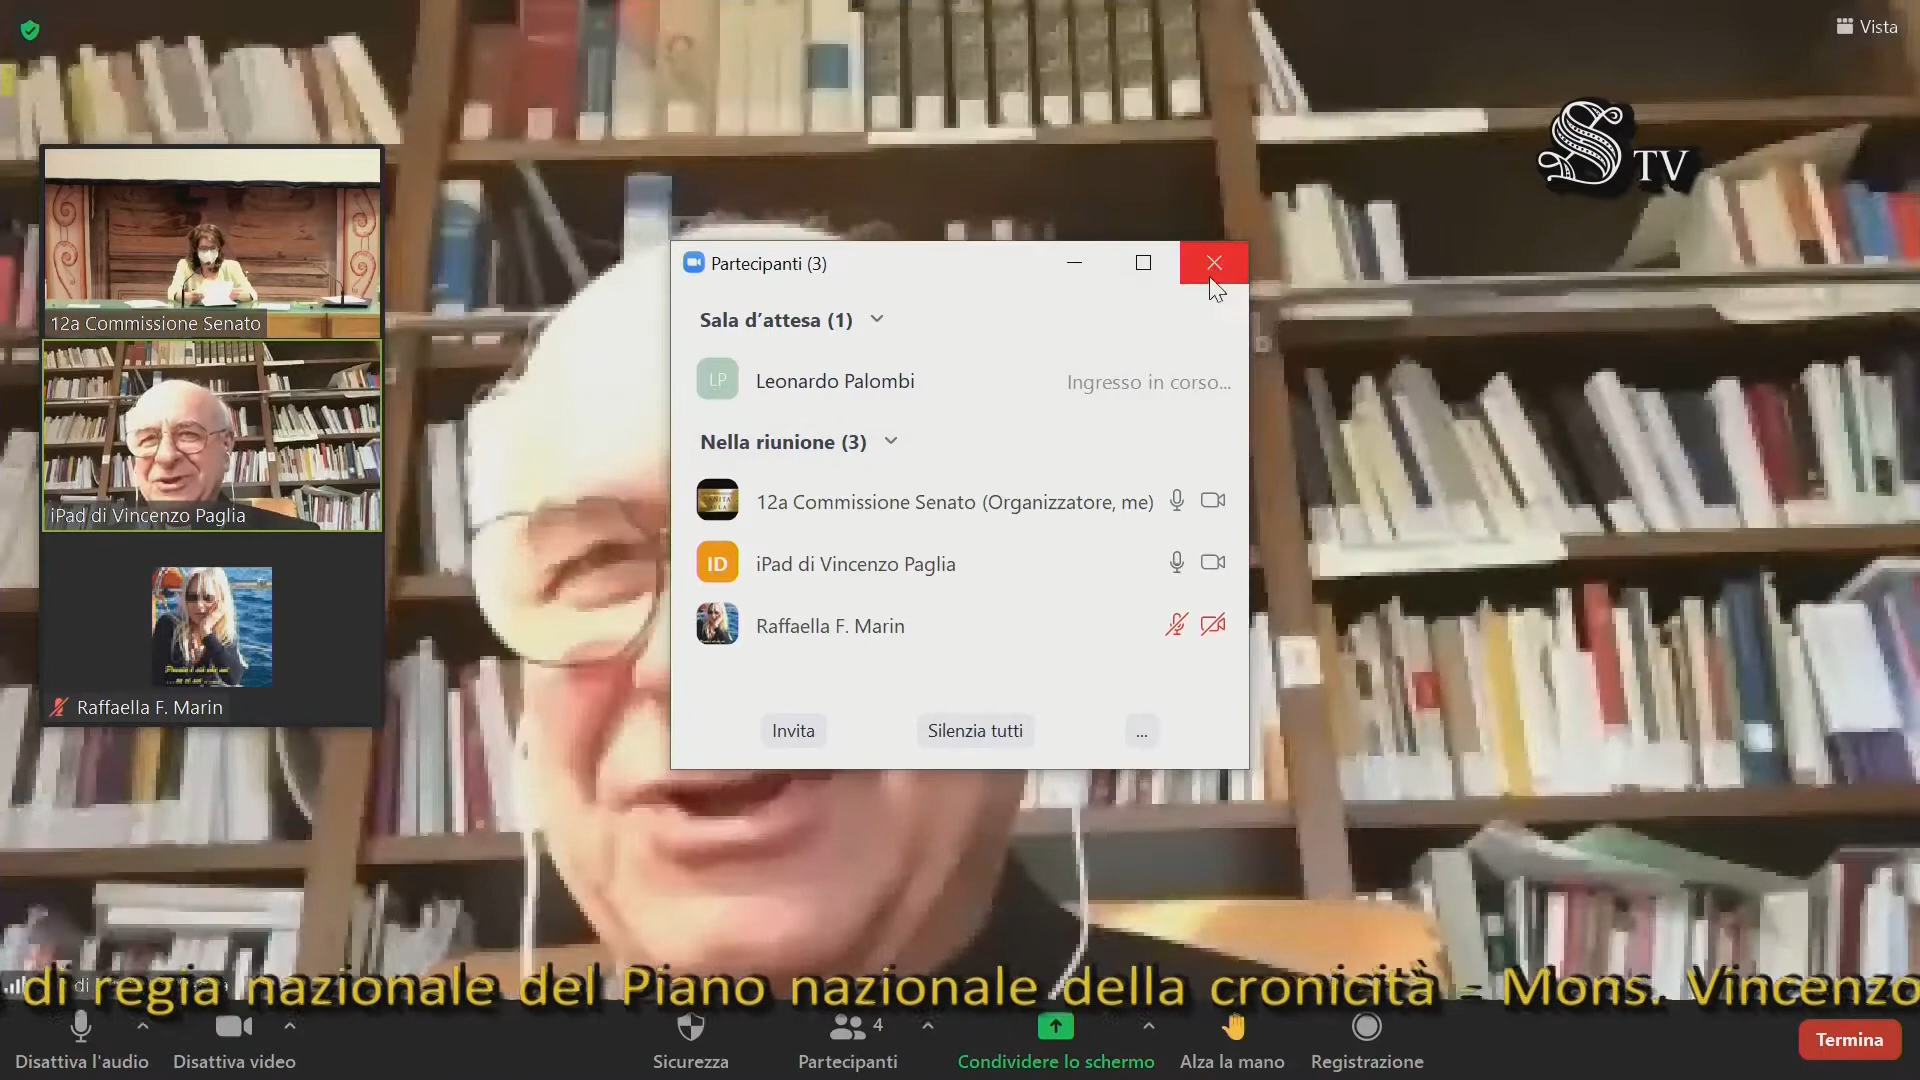 Vista
S TV
12a Commissione Senato
iPad di Vincenzo Paglia
Raffaella F. Marin
Partecipanti (3)
Sala d'attesa (1)
LP
Leonardo Palombi
Ingresso in corso...
Nella riunione (3)
12a Commissione Senato (Organizzatore, me)
ID
iPad di Vincenzo Paglia
Raffaella F. Marin
Invita
Silenzia tutti
...
di regia nazionale del Piano nazionale della cronicità - Mons. Vincenzo
Disattiva l'audio
Disattiva video
Sicurezza
4
Partecipanti
Condividere lo schermo
Alza la mano
Registrazione
Termina